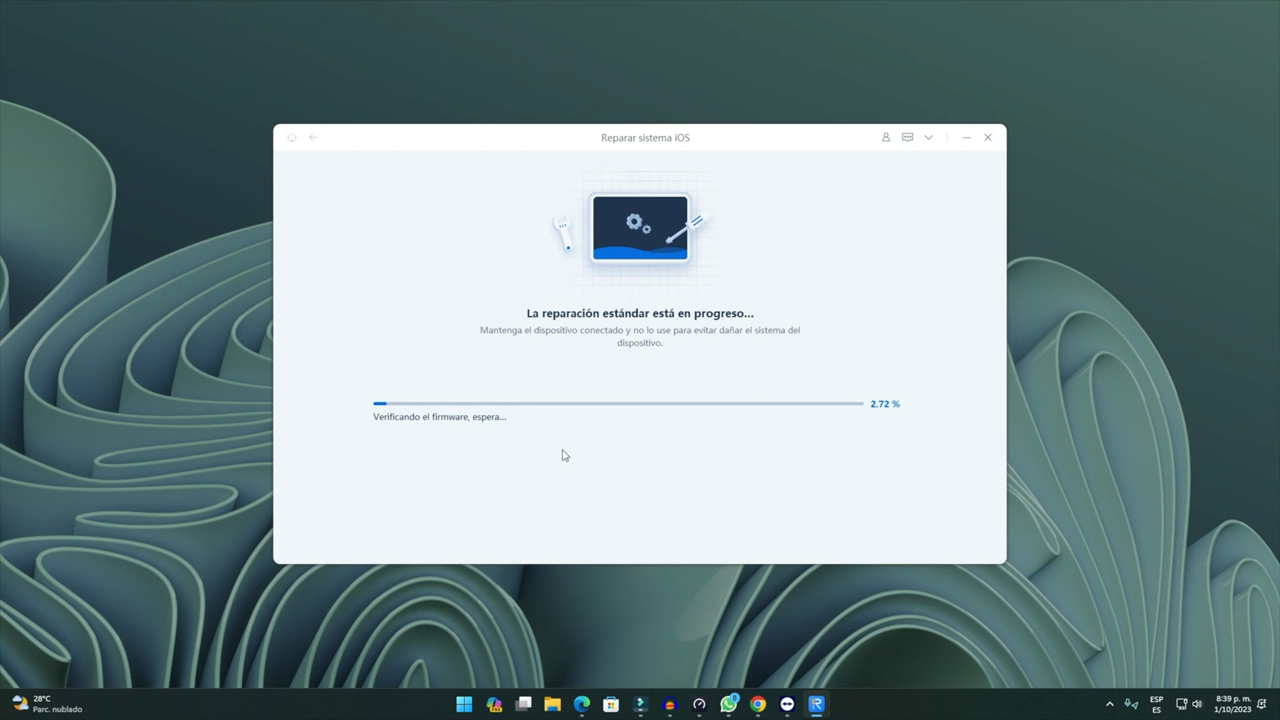 Reparar sistema iOS
La reparación estándar está en progreso...
Mantenga el dispositivo conectado y no lo use para evitar dañar el sistema del
dispositivo.
2.72 %
Verificando el firmware, espera...
28°C
Parc. nublado
ESP
ES
8:39 p. m.
1/10/2023